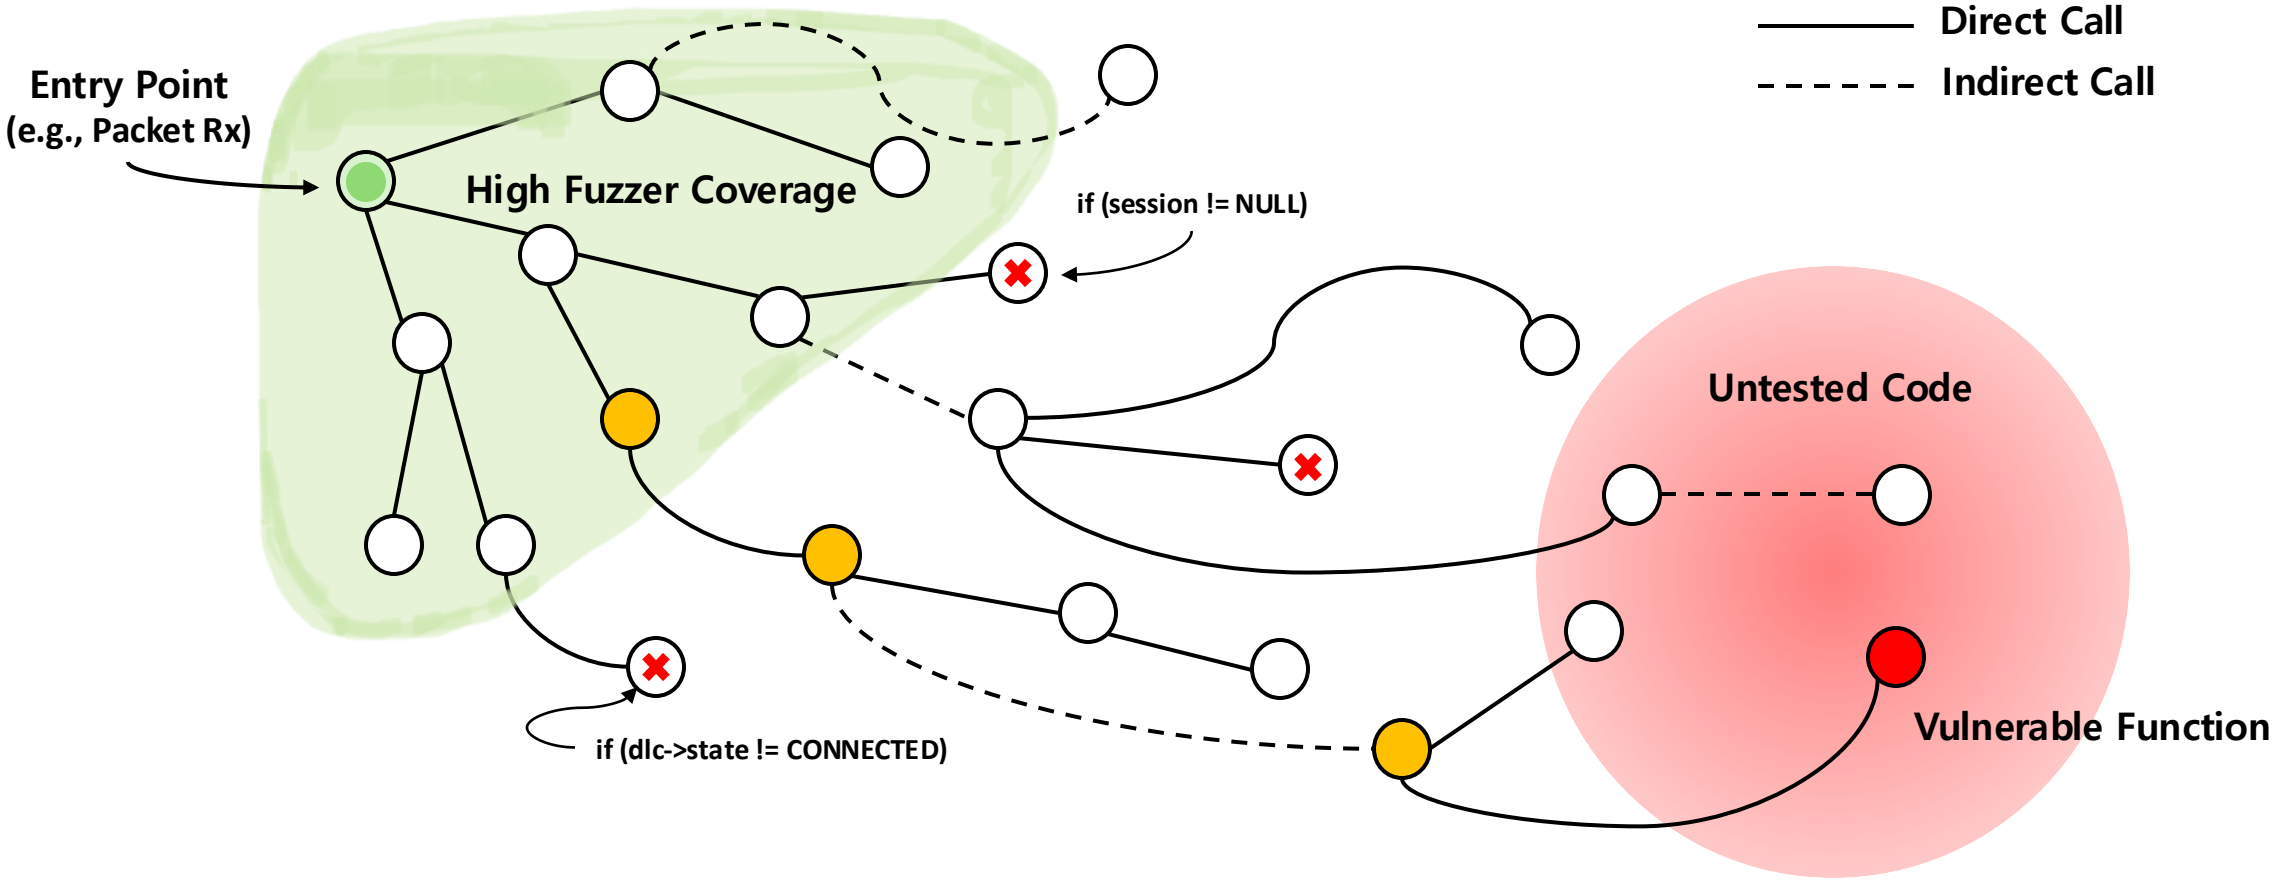 Direct Call
Indirect Call
Entry Point
(e.g., Packet Rx)
High Fuzzer Coverage
if (session != NULL)
Untested Code
Vulnerable Function
if (dlc->state != CONNECTED)